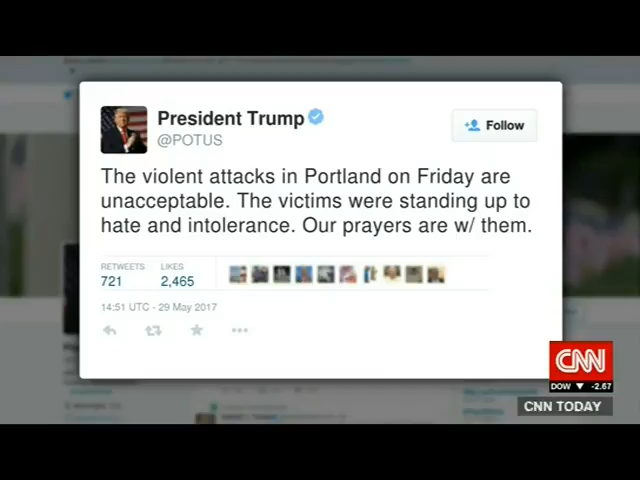 President Trump
@POTUS
Follow
The violent attacks in Portland on Friday are
unacceptable. The victims were standing up to
hate and intolerance. Our prayers are w/ them.
RETWEETS LIKES
721 2,465
14:51 UTC - 29 May 2017
CNN
DOW ▼ -2.67
CNN TODAY